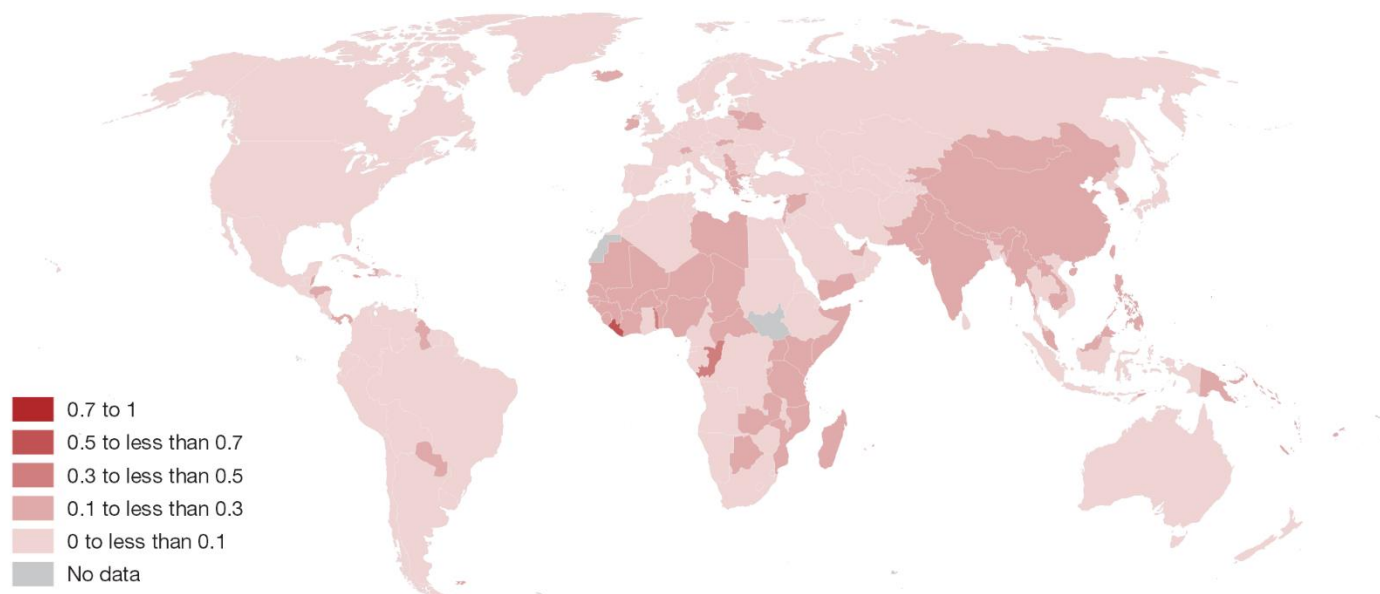 0.7 to 1
0.5 to less than 0.7
0.3 to less than 0.5
0.1 to less than 0.3
0 to less than 0.1
No data